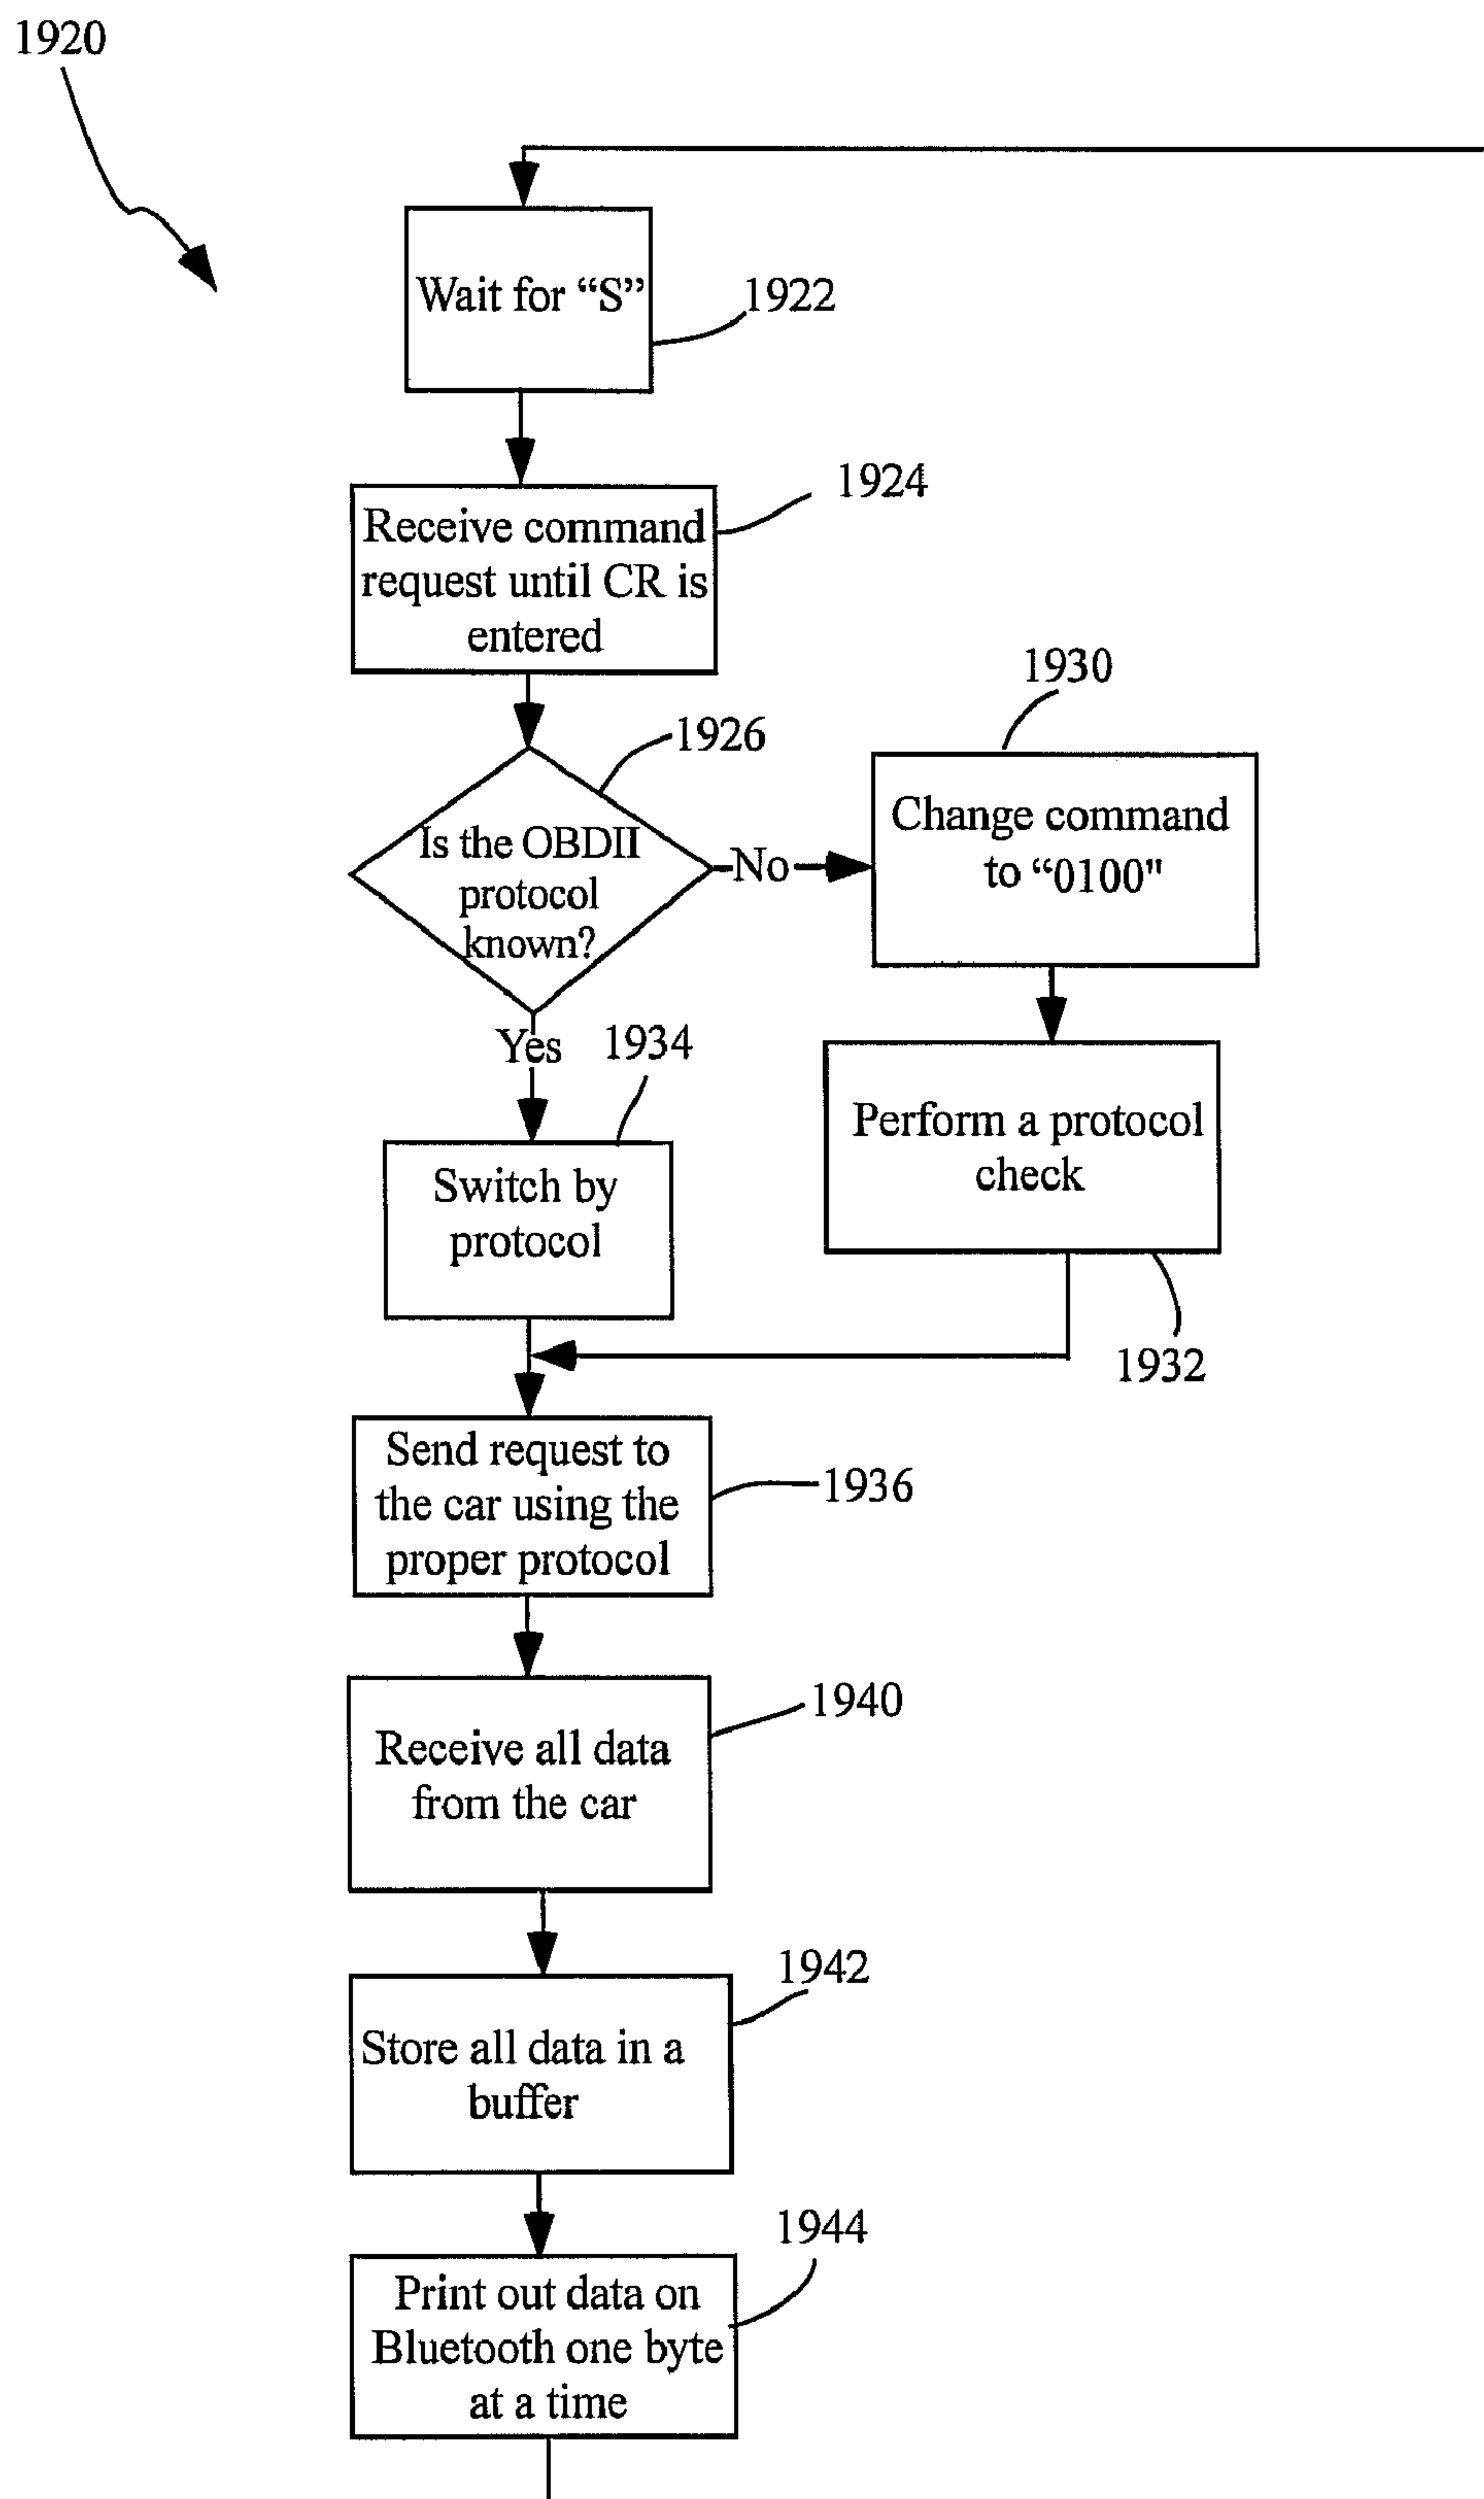 1920
Wait for “S”
1922
1924
Receive command
request until CR is
entered
1926
1930
Is the OBDII
protocol
known?
No
Change command
to “0100"
Yes
1934
Perform a protocol
check
Switch by
protocol
1932
Send request to
the car using the
proper protocol
1936
1940
Receive all data
from the car
1942
Store all data in a
buffer
1944
Print out data on
Bluetooth one byte
at a time